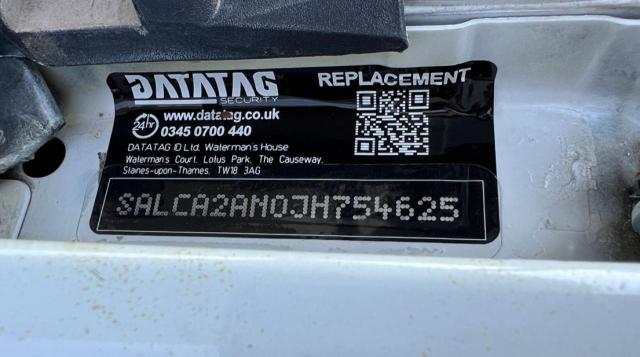 DATATAG
SECURITY
REPLACEMENT
24hr
www.datatag.co.uk
0345 0700 440
DATATAG ID Ltd. Waterman's House
Waterman's Court. Lotus Park. The Causeway.
Stanes-upon-Thames. TW18 3AG
SALCA2AN0JH754625